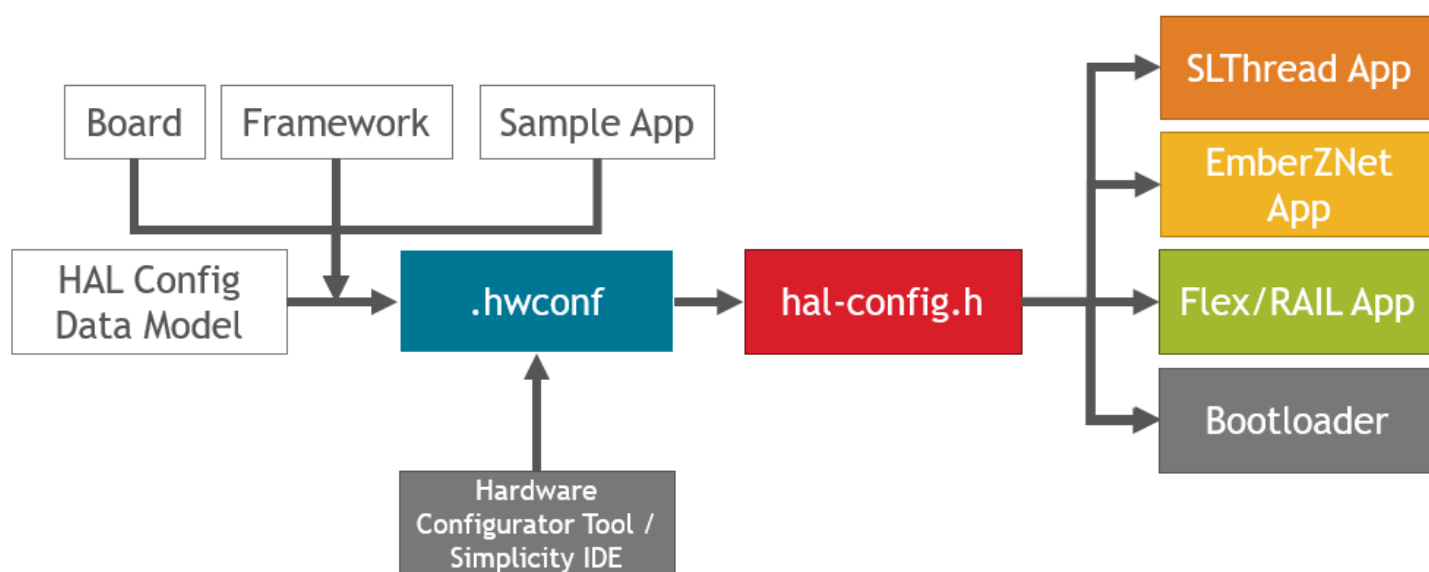 Board
Framework
Sample App
HAL Config
Data Model
.hwconf
hal-config.h
Hardware
Configurator Tool /
Simplicity IDE
SLThread App
EmberZNet
App
Flex/RAIL App
Bootloader